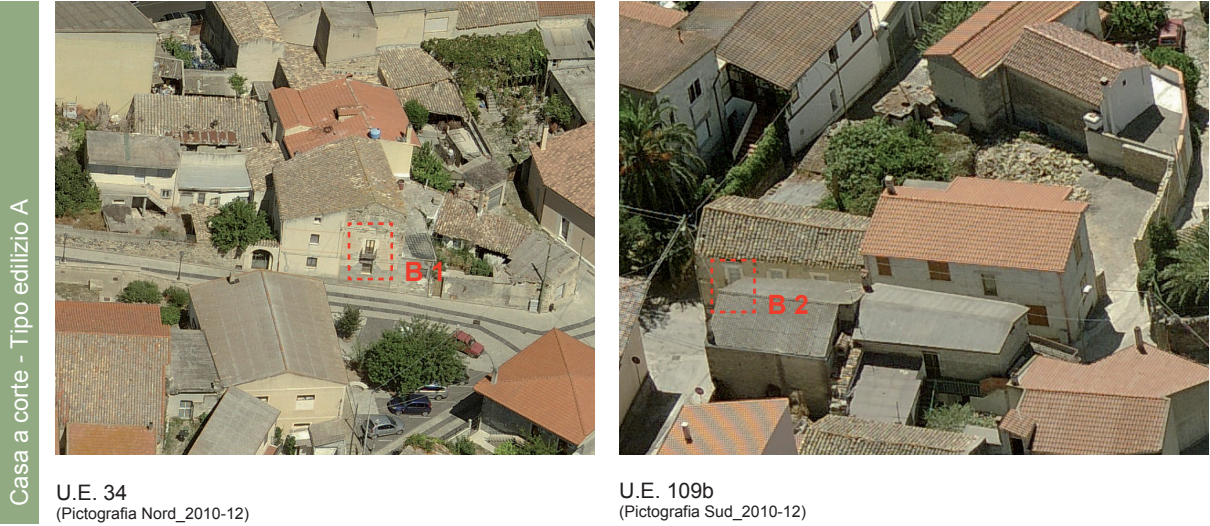 Casa a corte - Tipo edilizio A
B 1
B 2
U.E. 34
(Pictografia Nord_2010-12)
U.E. 109b
(Pictografia Sud_2010-12)